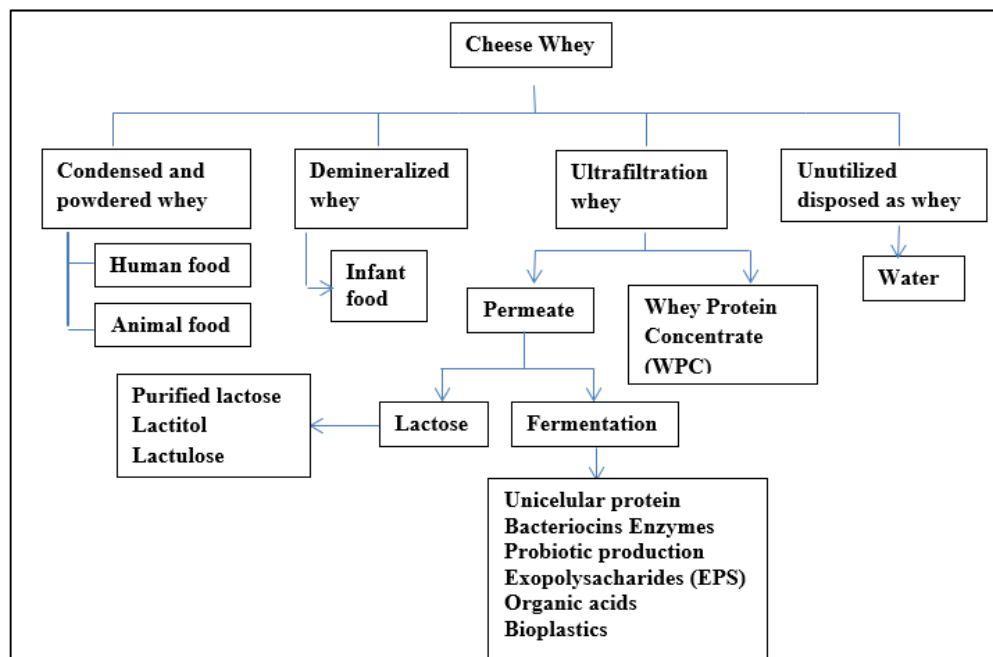 Cheese Whey
Condensed and
powdered whey
Demineralized
whey
Ultrafiltration
whey
Unutilized
disposed as whey
Human food
Animal food
Infant
food
Permeate
Whey Protein
Concentrate
(WPC)
Water
Purified lactose
Lactitol
Lactulose
Lactose
Fermentation
Unicelular protein
Bacteriocins Enzymes
Probiotic production
Exopolysacharides (EPS)
Organic acids
Bioplastics